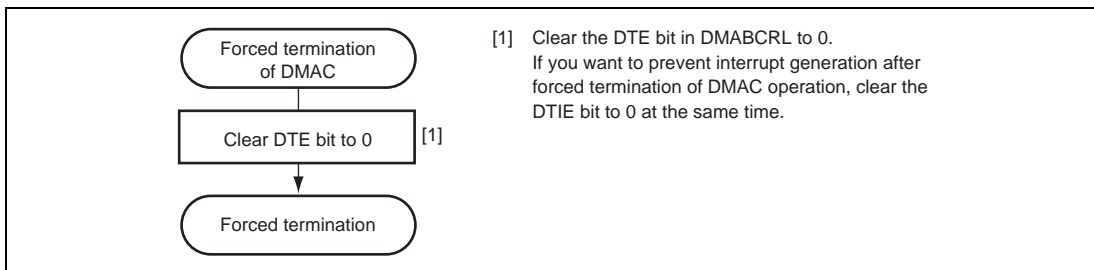 Forced termination
of DMAC
Clear DTE bit to 0
[1]
Forced termination
[1] Clear the DTE bit in DMABCRL to 0.
If you want to prevent interrupt generation after
forced termination of DMAC operation, clear the
DTIE bit to 0 at the same time.